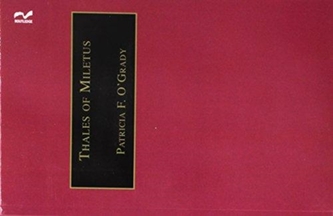 THALES OF MILETUS
PATRICIA F. O'GRADY